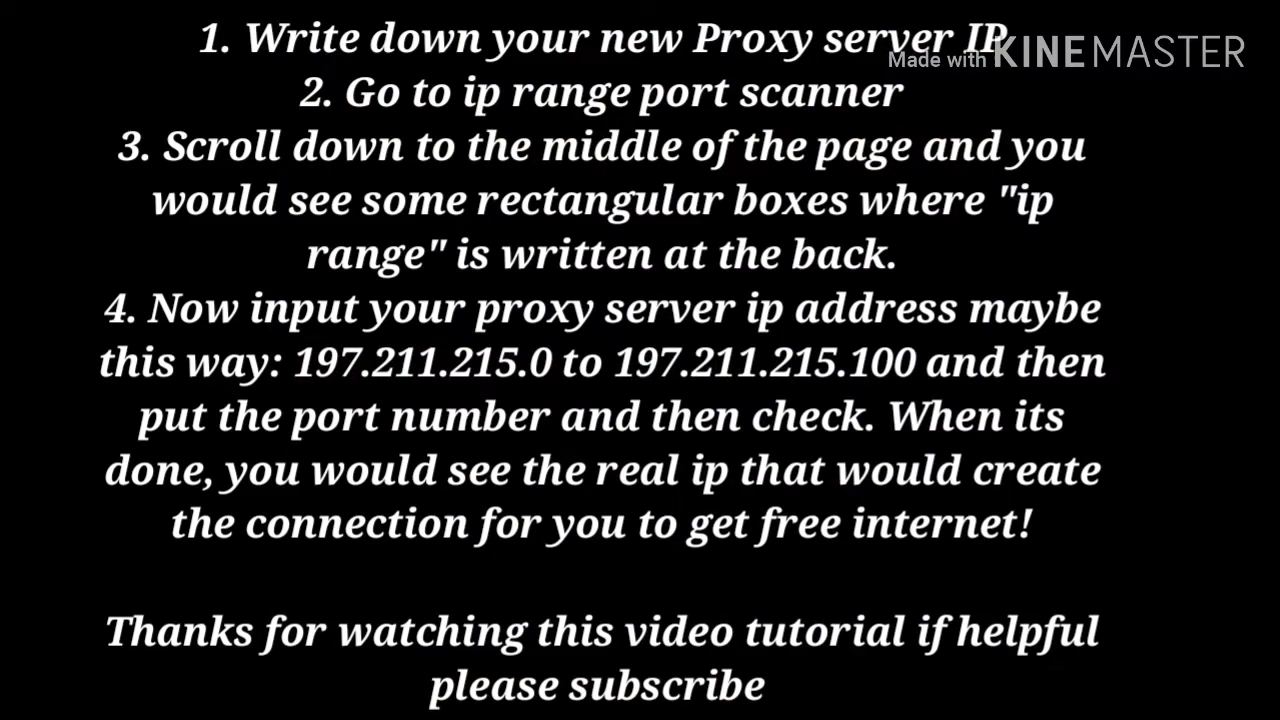 1. Write down your new Proxy server IP
Made with KINEMASTER
2. Go to ip range port scanner
3. Scroll down to the middle of the page and you
would see some rectangular boxes where "ip
range" is written at the back.
4. Now input your proxy server ip address maybe
this way: 197.211.215.0 to 197.211.215.100 and then
put the port number and then check. When its
done, you would see the real ip that would create
the connection for you to get free internet!
Thanks for watching this video tutorial if helpful
please subscribe